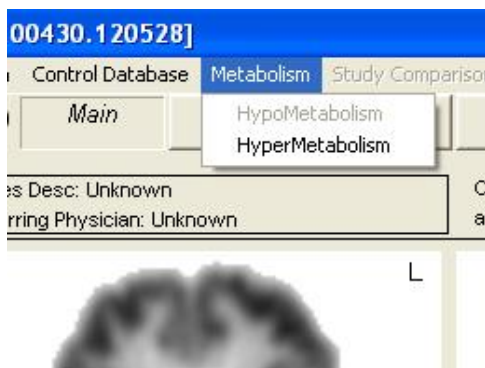 00430.120528]
Control Database Metabolism Study Compariso
Main
HypoMetabolism
HyperMetabolism
es Desc: Unknown
rring Physician: Unknown
L